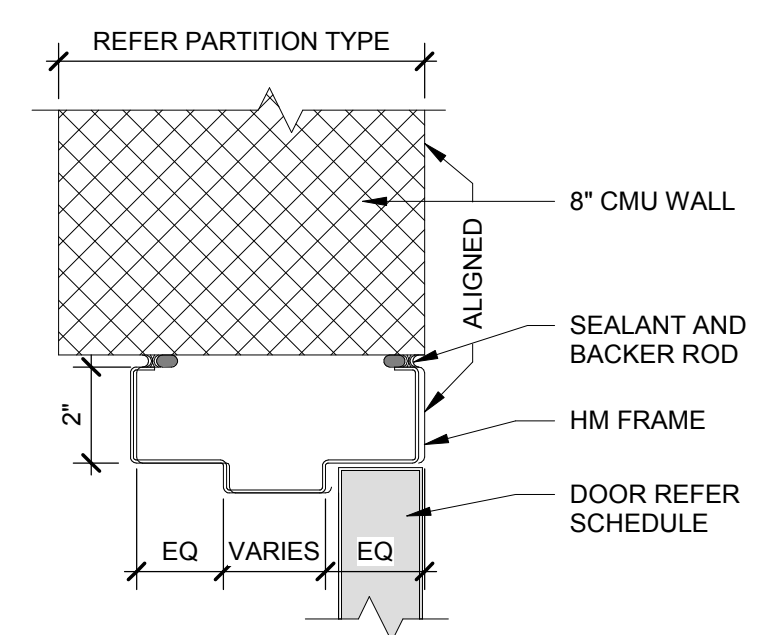 REFER PARTITION TYPE
8" CMU WALL
ALIGNED
SEALANT AND
BACKER ROD
2"
HM FRAME
DOOR REFER
SCHEDULE
EQ VARIES EQ